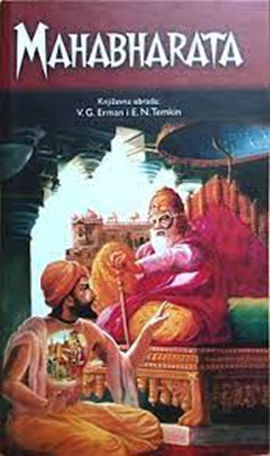 MAHABHARATA
Književna obrada:
V. G. Erman i E. N. Temkin